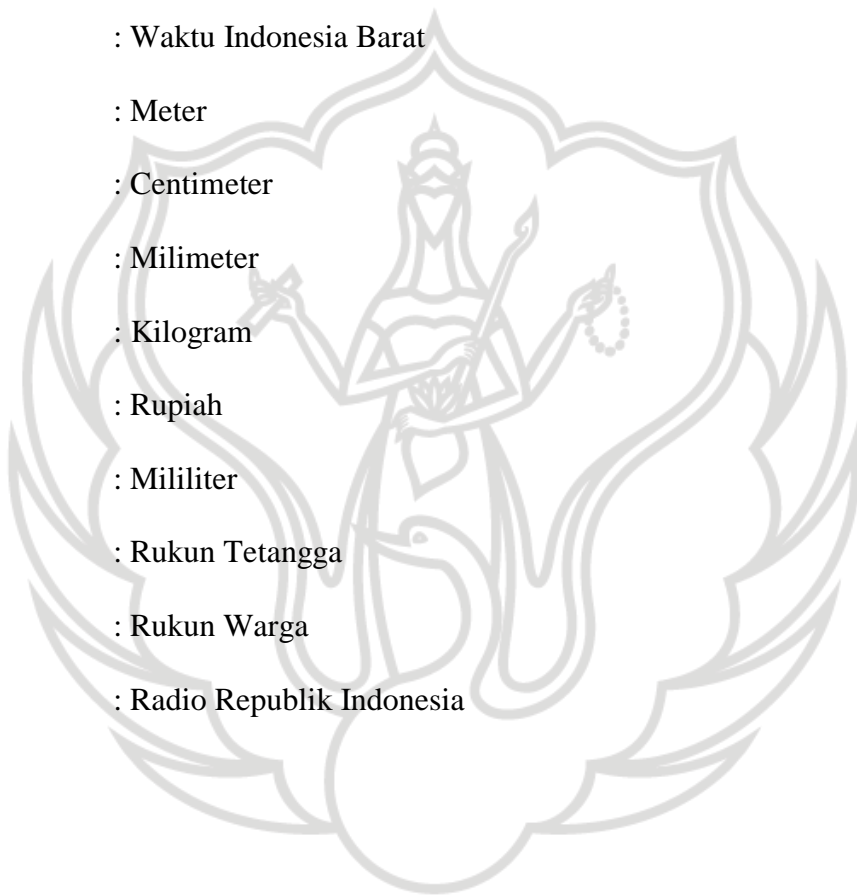 : Waktu Indonesia Barat
: Meter
: Centimeter
: Milimeter
: Kilogram
: Rupiah
: Mililiter
: Rukun Tetangga
: Rukun Warga
: Radio Republik Indonesia